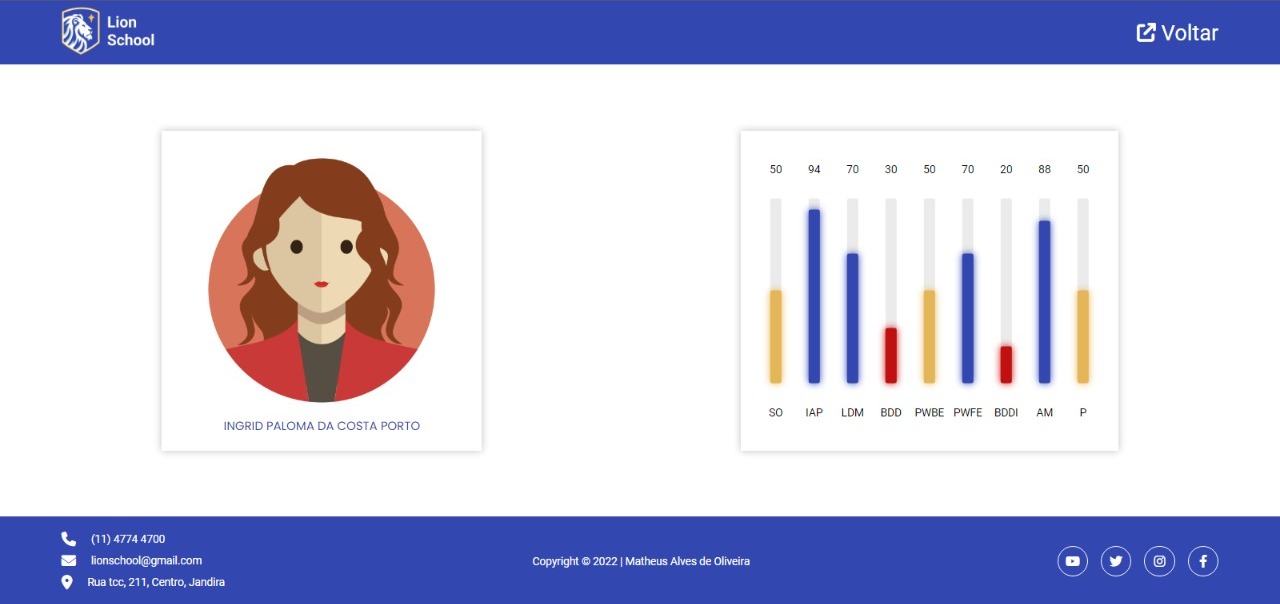 Lion
School
Voltar
INGRID PALOMA DA COSTA PORTO
50 94 70 30 50 70 20 88 50
SO IAP LDM BDD PWBE PWFE BDDI AM P
(11) 4774 4700
lionschool@gmail.com
Rua tcc, 211, Centro, Jandira
Copyright © 2022 | Matheus Alves de Oliveira